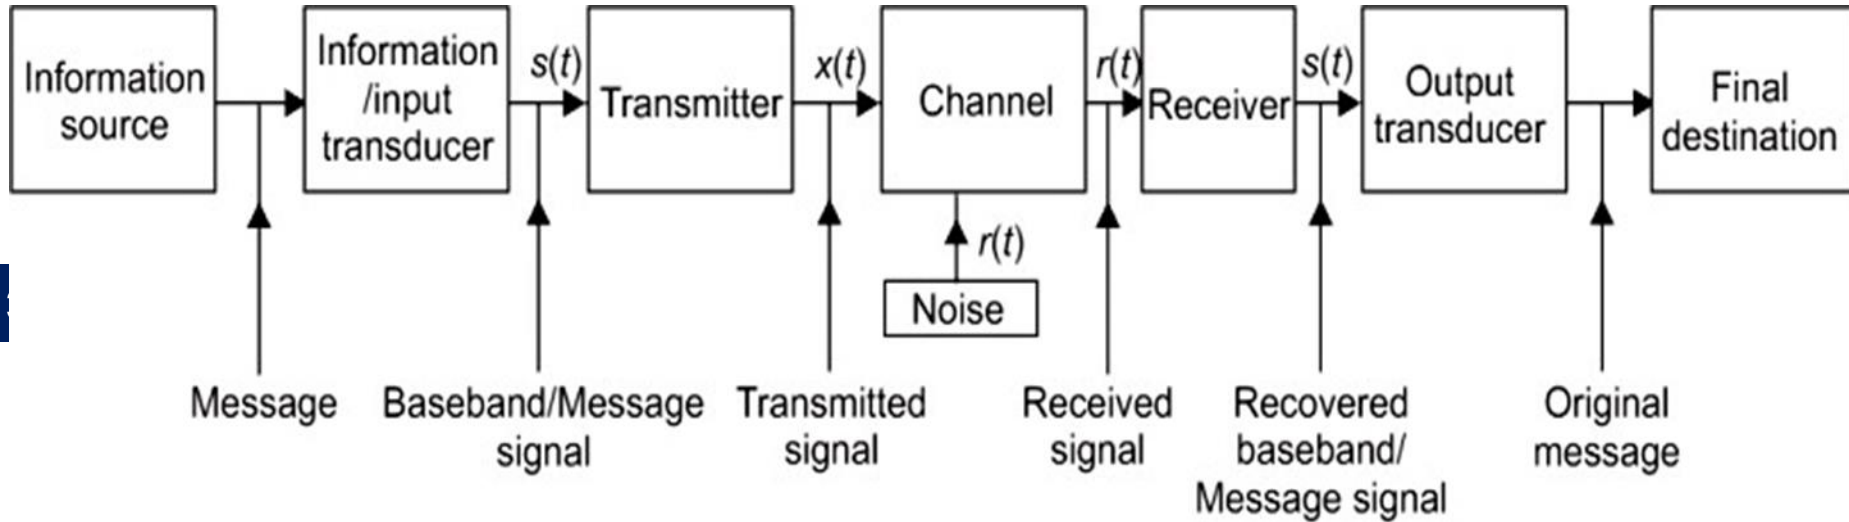 Information
source
Information
/input
transducer
s(t)
Transmitter
x(t)
Channel
r(t)
Receiver
s(t)
Output
transducer
Final
destination
r(t)
Noise
Message
Baseband/Message
signal
Transmitted
signal
Received
signal
Recovered
baseband/
Message signal
Original
message